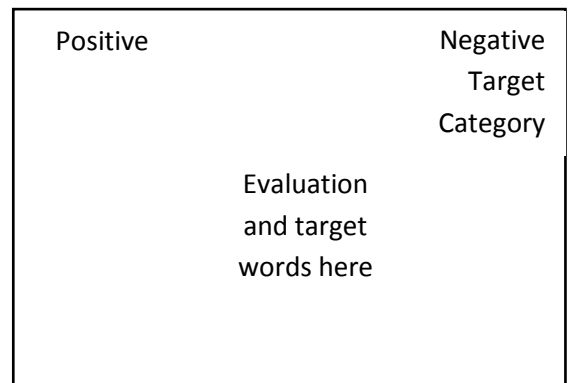 Positive
Negative
Target
Category
Evaluation
and target
words here